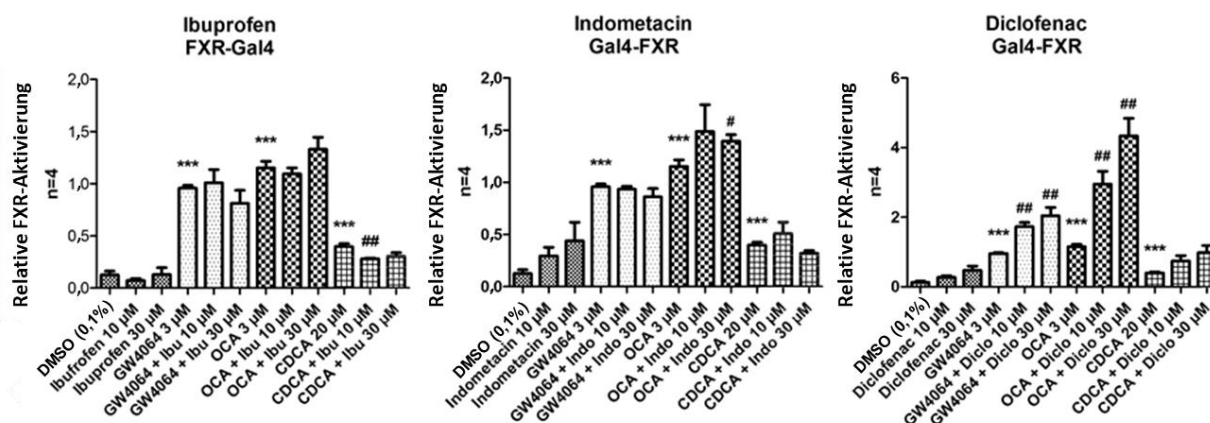 Ibuprofen
FXR-Gal4
Relative FXR-Aktivierung
n=4
2,0
1,5
1,0
0,5
0,0
***
***
***
##
DMSO (0,1%)
Ibuprofen 10 µM
Ibuprofen 30 µM
GW4064 3 µM
GW4064 + Ibu 10 µM
GW4064 + Ibu 30 µM
OCA 3 µM
OCA + Ibu 10 µM
OCA + Ibu 30 µM
CDCA 20 µM
CDCA + Ibu 10 µM
CDCA + Ibu 30 µM
Indometacin
Gal4-FXR
Relative FXR-Aktivierung
n=4
2,0
1,5
1,0
0,5
0,0
***
***
#
***
DMSO (0,1%)
Indometacin 10 µM
Indometacin 30 µM
GW4064 3 µM
GW4064 + Indo 10 µM
GW4064 + Indo 30 µM
OCA 3 µM
OCA + Indo 10 µM
OCA + Indo 30 µM
CDCA 20 µM
CDCA + Indo 10 µM
CDCA + Indo 30 µM
Diclofenac
Gal4-FXR
Relative FXR-Aktivierung
n=4
6
4
2
0
***
##
##
***
##
##
***
DMSO (0,1%)
Diclofenac 10 µM
Diclofenac 30 µM
GW4064 3 µM
GW4064 + Diclo 10 µM
GW4064 + Diclo 30 µM
OCA 3 µM
OCA + Diclo 10 µM
OCA + Diclo 30 µM
CDCA 20 µM
CDCA + Diclo 10 µM
CDCA + Diclo 30 µM